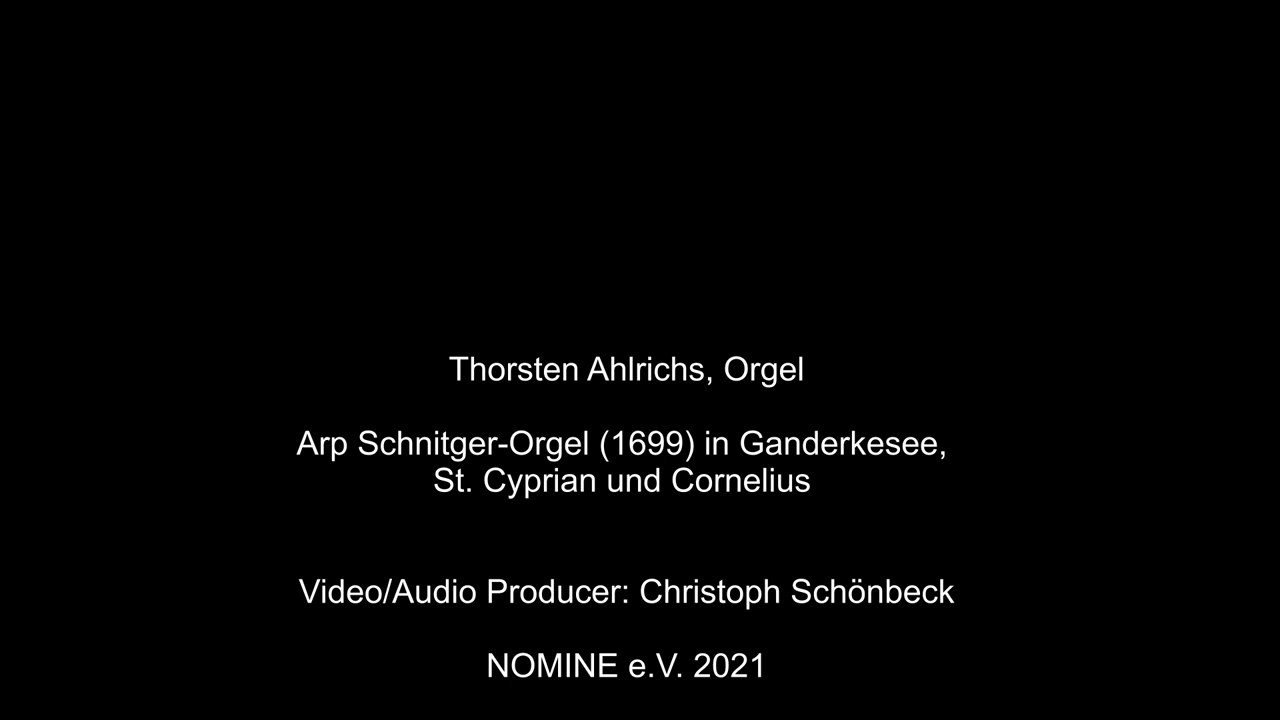 Thorsten Ahlrichs, Orgel
Arp Schnitger-Orgel (1699) in Ganderkesee,
St. Cyprian und Cornelius
Video/Audio Producer: Christoph Schönbeck
NOMINE e.V. 2021